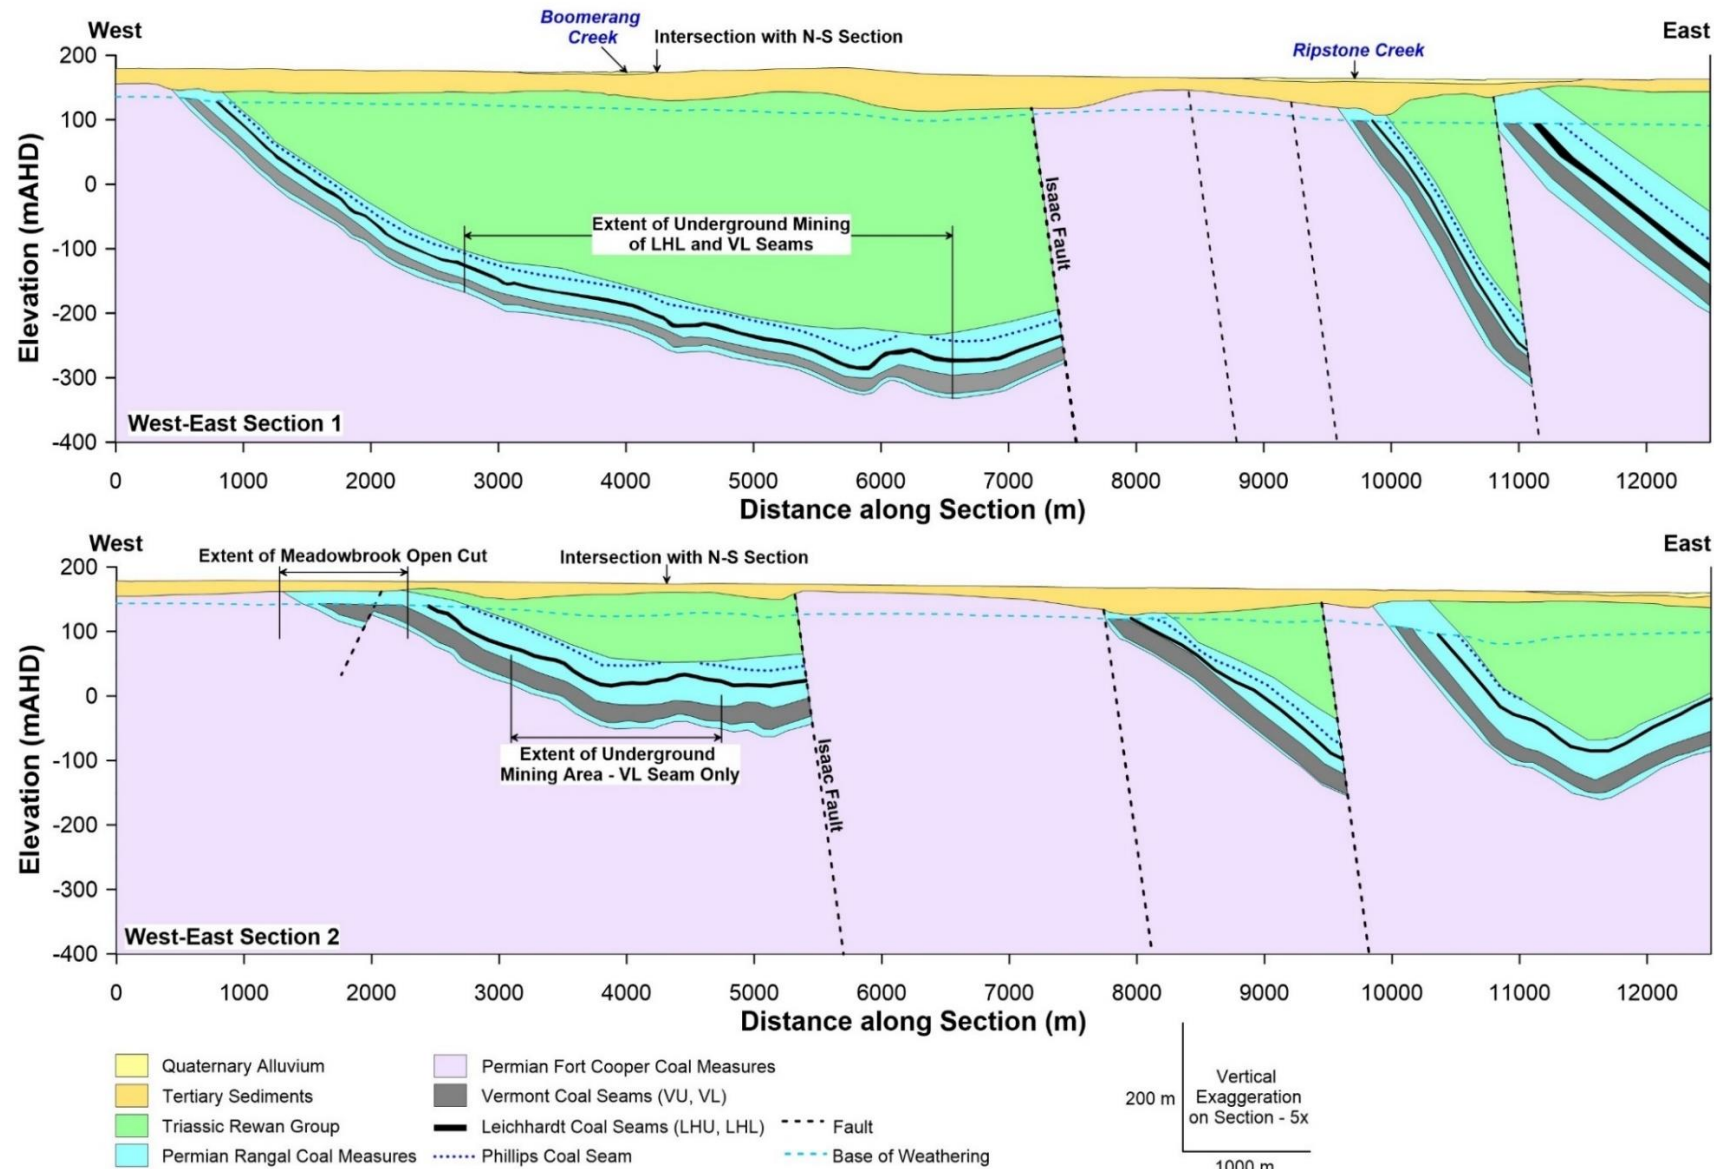 West
Boomerang
Creek
Intersection with N-S Section
Ripstone Creek
East
200
100
0
-100
-200
-300
-400
Elevation (mAHD)
Extent of Underground Mining
of LHL and VL Seams
Isaac Fault
West-East Section 1
0 1000 2000 3000 4000 5000 6000 7000 8000 9000 10000 11000 12000
Distance along Section (m)
West
Extent of Meadowbrook Open Cut
Intersection with N-S Section
East
200
100
0
-100
-200
-300
-400
Elevation (mAHD)
Extent of Underground
Mining Area - VL Seam Only
Isaac Fault
West-East Section 2
0 1000 2000 3000 4000 5000 6000 7000 8000 9000 10000 11000 12000
Distance along Section (m)
Quaternary Alluvium
Tertiary Sediments
Triassic Rewan Group
Permian Rangal Coal Measures
Permian Fort Cooper Coal Measures
Vermont Coal Seams (VU, VL)
Leichhardt Coal Seams (LHU, LHL)
Phillips Coal Seam
Fault
Base of Weathering
200 m
Vertical
Exaggeration
on Section - 5x
1000 m